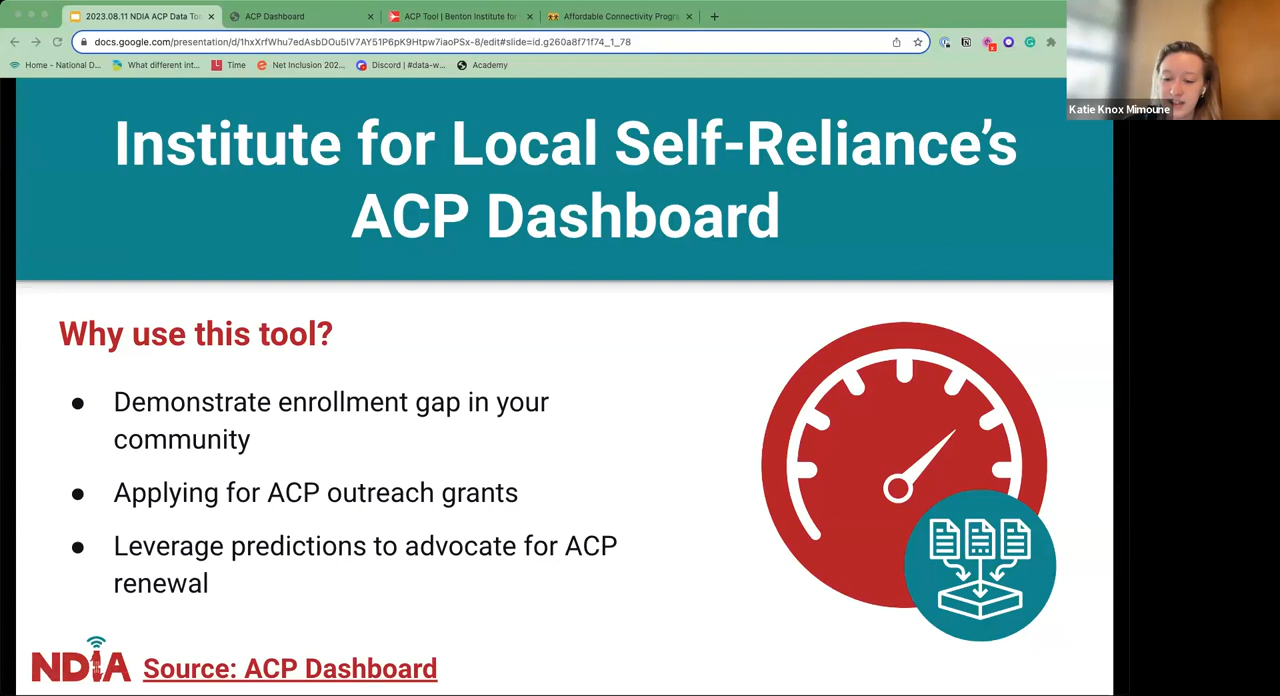 2023.08.11 NDIA ACP Data Too
ACP Dashboard
ACP Tool | Benton Institute for
Affordable Connectivity Progra
docs.google.com/presentation/d/1hxXrfWhu7edAsbDOu5IV7AY51P6pK9Htpw7iaoPSx-8/edit#slide=id.g260a8f71f74_1_78
Home - National D...
What different int...
Time
Net Inclusion 202...
Discord | #data-w...
Academy
Katie Knox Mimoune
Institute for Local Self-Reliance's
ACP Dashboard
Why use this tool?
● Demonstrate enrollment gap in your
community
● Applying for ACP outreach grants
● Leverage predictions to advocate for ACP
renewal
NDIA
Source: ACP Dashboard